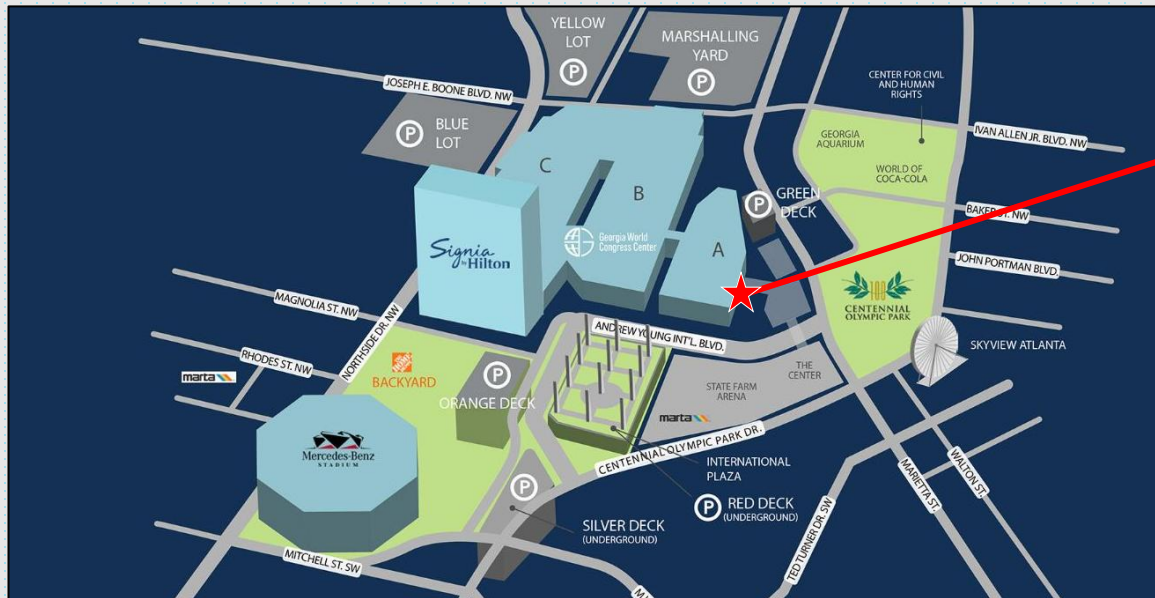 YELLOW
LOT
MARSHALLING
YARD
P
P
CENTER FOR CIVIL
AND HUMAN
RIGHTS
JOSEPH E. BOONE BLVD. NW
P
BLUE
LOT
GEORGIA
AQUARIUM
IVAN ALLEN JR. BLVD. NW
WORLD OF
COCA-COLA
C
B
A
P
GREEN
DECK
BAKER ST. NW
Georgia World
Congress Center
Signia
by Hilton
JOHN PORTMAN BLVD.
CENTENNIAL
OLYMPIC PARK
MAGNOLIA ST. NW
NORTHSIDE DR. NW
ANDREW YOUNG INT'L. BLVD.
SKYVIEW ATLANTA
RHODES ST. NW
marta
BACKYARD
P
ORANGE DECK
THE
CENTER
STATE FARM
ARENA
marta
CENTENNIAL OLYMPIC PARK DR.
Mercedes-Benz
STADIUM
INTERNATIONAL
PLAZA
P
P
RED DECK
(UNDERGROUND)
SILVER DECK
(UNDERGROUND)
MARIETTA ST.
WALTON ST.
TED TURNER DR. SW
MITCHELL ST. SW